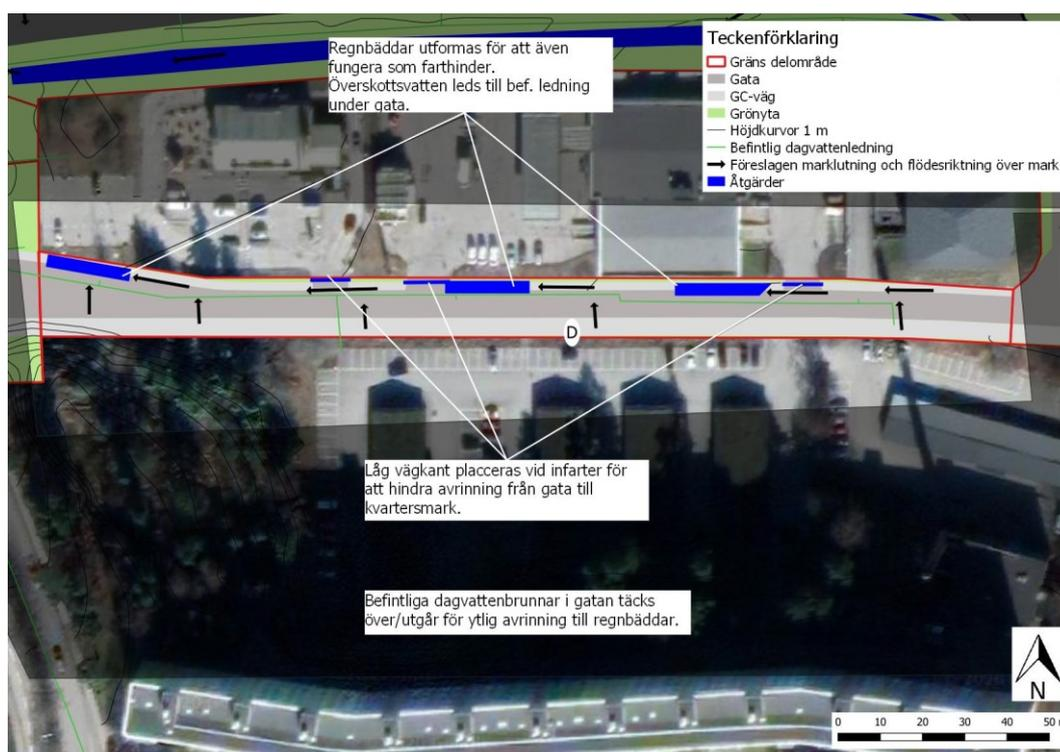 Regnbäddar utformas för att även
fungera som farthinder.
Överskottsvatten leds till bef. ledning
under gata.
Teckenförklaring
Gräns delområde
Gata
GC-väg
Grönyta
Höjdkurvor 1 m
Befintlig dagvattenledning
Föreslagen marklutning och flödesriktning över mark
Åtgärder
D
Låg vägkant placceras vid infarter för
att hindra avrinning från gata till
kvartersmark.
Befintliga dagvattenbrunnar i gatan täcks
över/utgår för ytlig avrinning till regnbäddar.
N
0 10 20 30 40 50 m